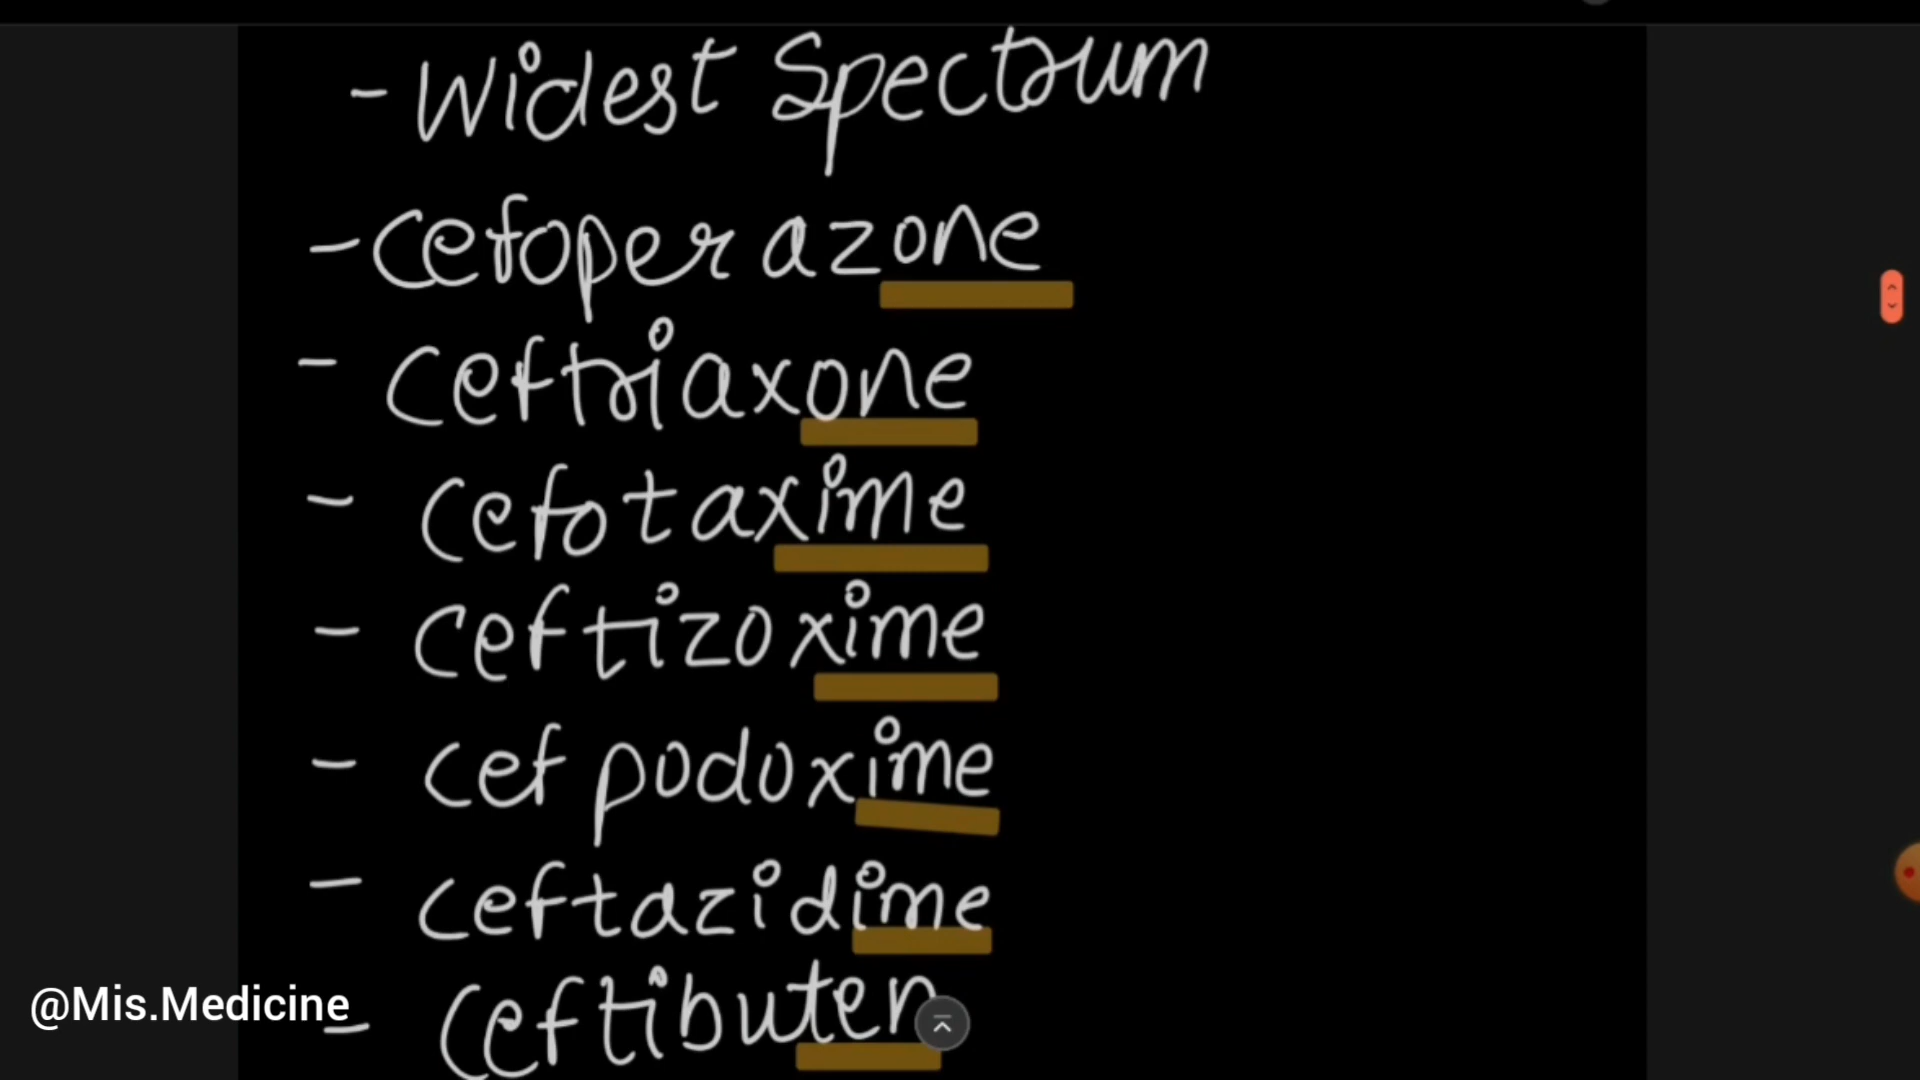 - Widest Spectrum
- Cefoperazone
- Ceftriaxone
- Cefotaxime
- Ceftizoxime
- Cefpodoxime
- Ceftazidime
- Ceftibuten
@Mis.Medicine